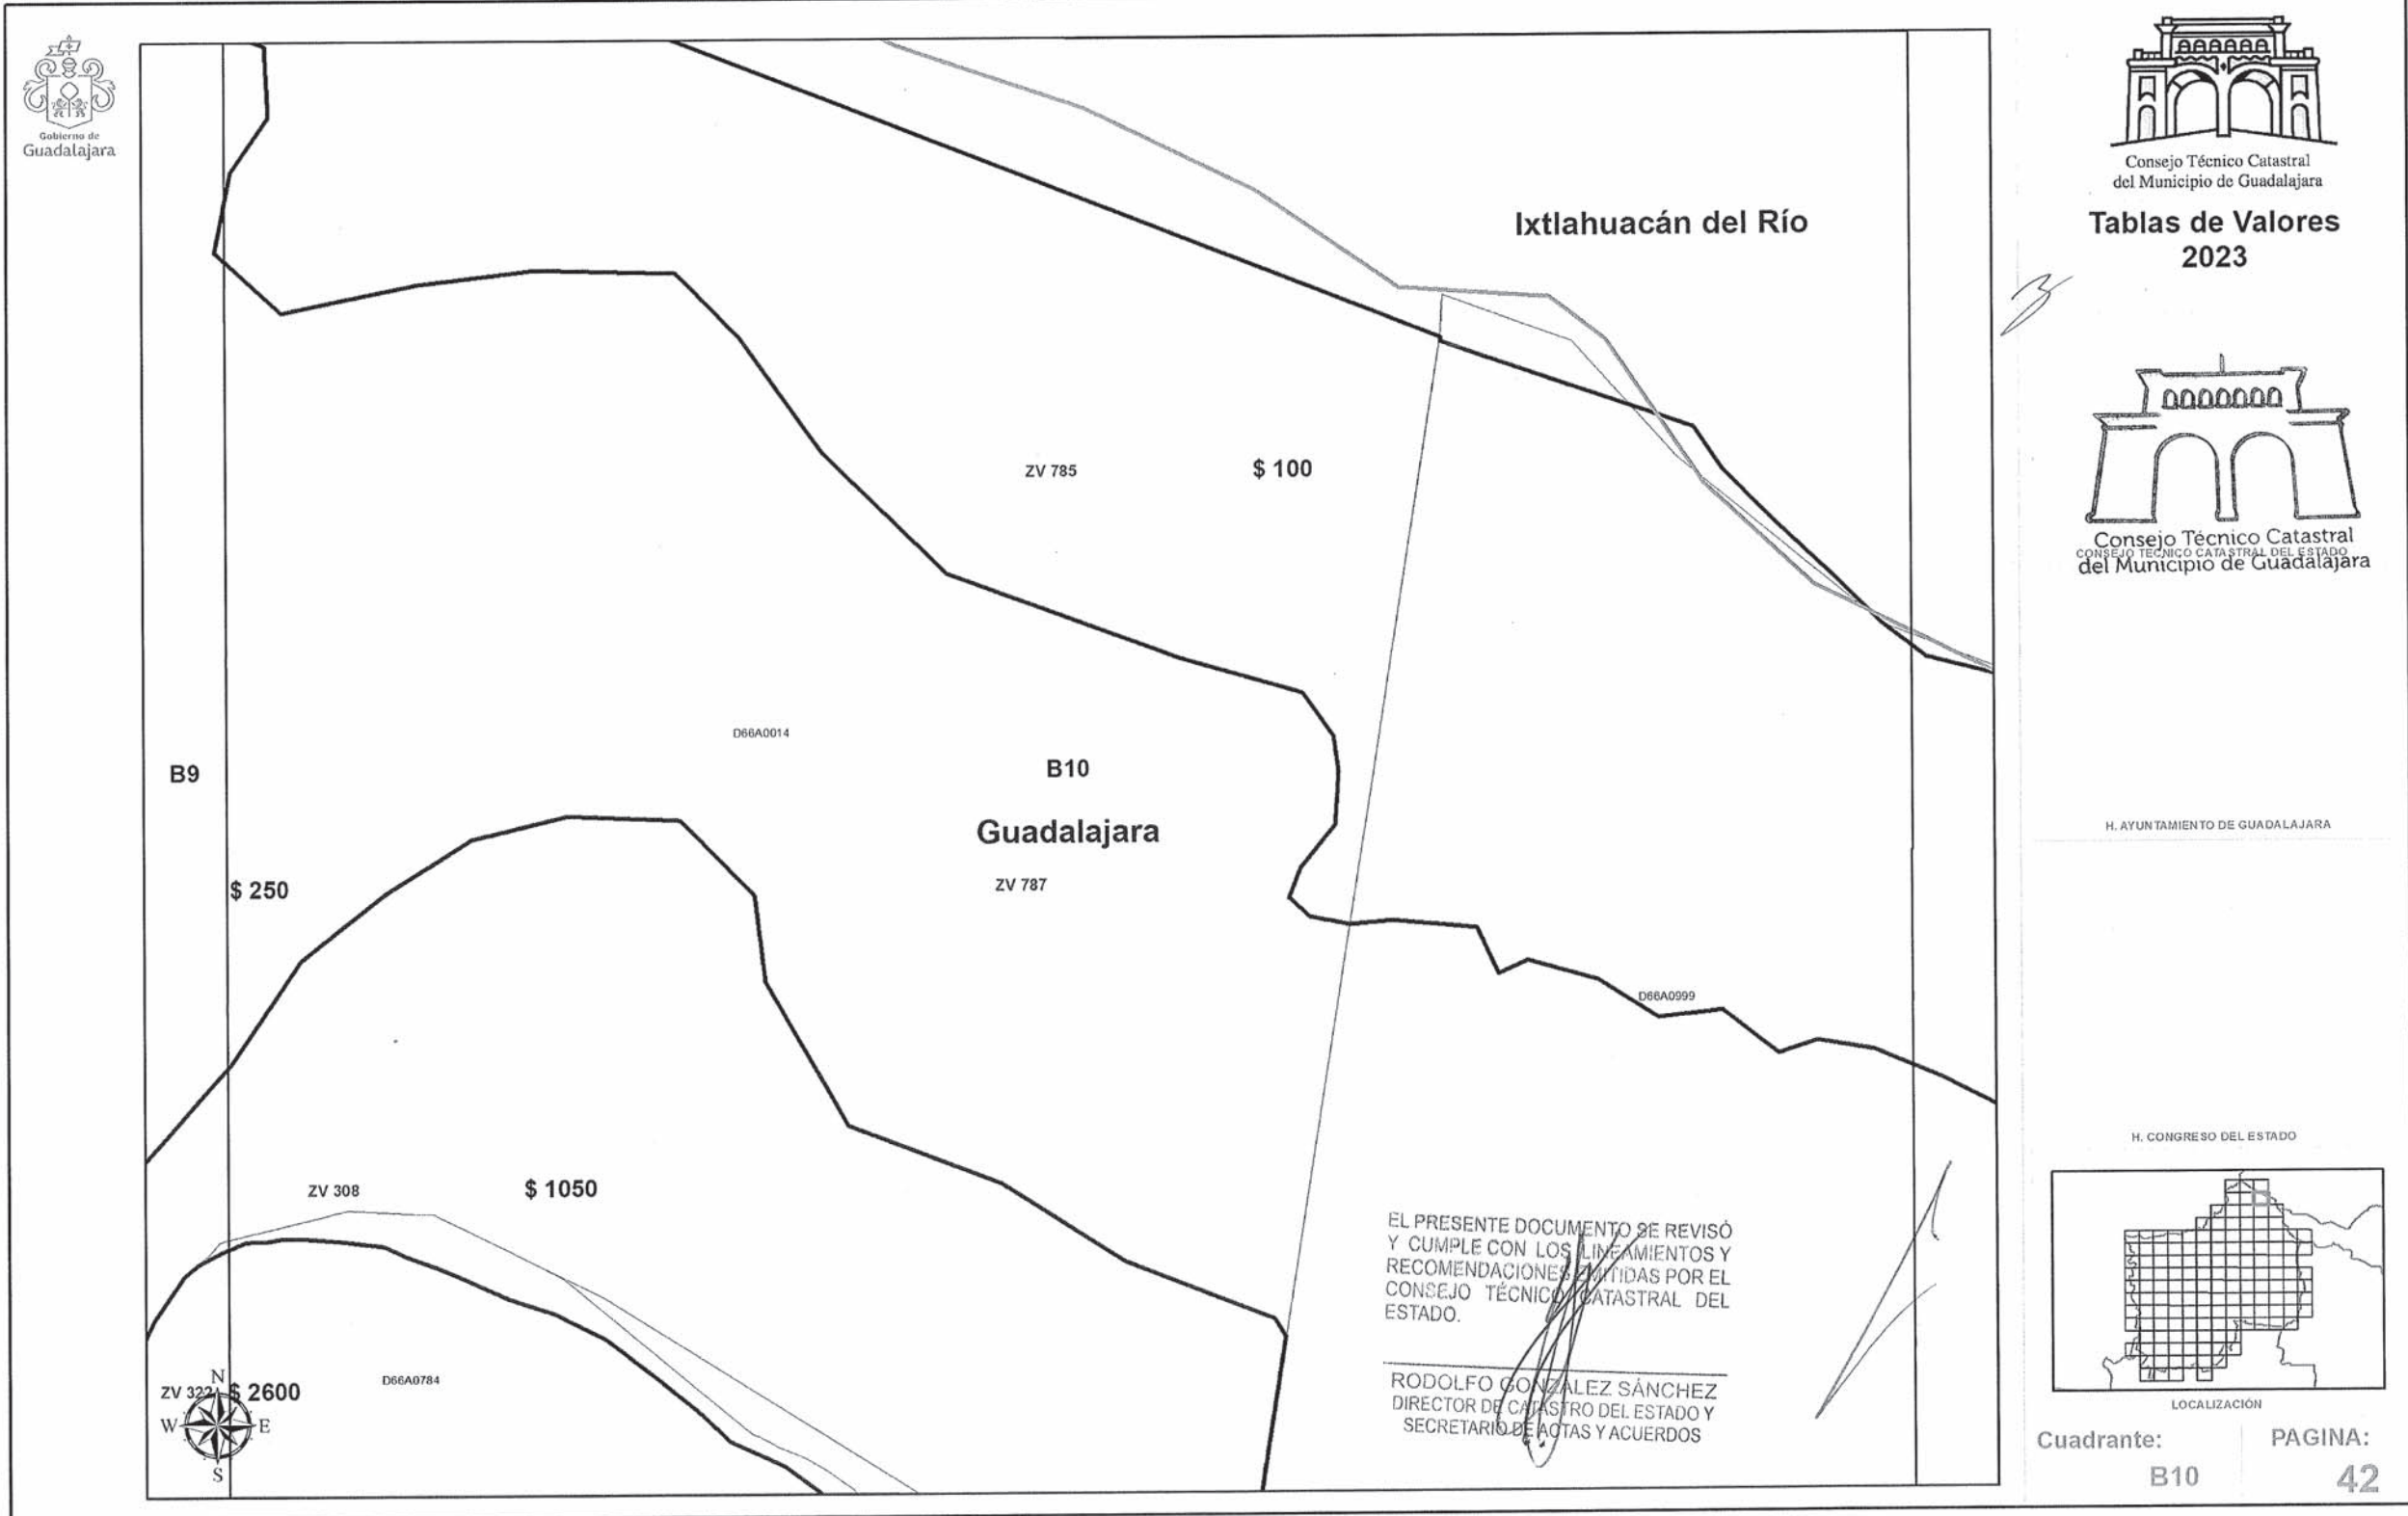 Gobierno de
Guadalajara
Ixtlahuacán del Río
ZV 785
$ 100
D66A0014
B9
B10
Guadalajara
$ 250
ZV 787
D66A0999
ZV 308
$ 1050
D66A0784
ZV 322
$ 2600
N
W
E
S
EL PRESENTE DOCUMENTO SE REVISÓ
Y CUMPLE CON LOS LINEAMIENTOS Y
RECOMENDACIONES EMITIDAS POR EL
CONSEJO TÉCNICO CATASTRAL DEL
ESTADO.
RODOLFO GONZÁLEZ SÁNCHEZ
DIRECTOR DE CATASTRO DEL ESTADO Y
SECRETARIO DE ACTAS Y ACUERDOS
Consejo Técnico Catastral
del Municipio de Guadalajara
Tablas de Valores
2023
Consejo Técnico Catastral
CONSEJO TECNICO CATASTRAL DEL ESTADO
del Municipio de Guadalajara
H. AYUNTAMIENTO DE GUADALAJARA
H. CONGRESO DEL ESTADO
LOCALIZACIÓN
Cuadrante:
B10
PAGINA:
42